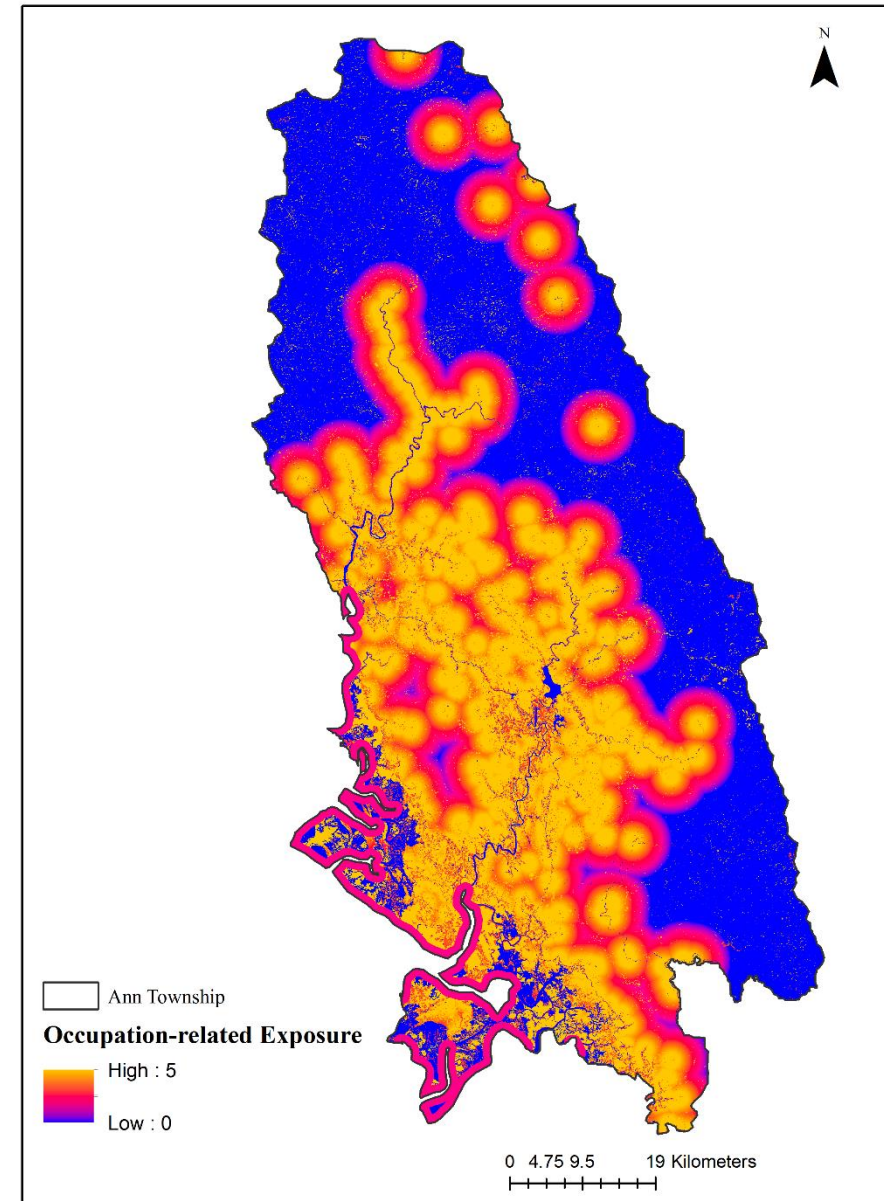 N
Ann Township
Occupation-related Exposure
High : 5
Low : 0
0 4.75 9.5 19 Kilometers